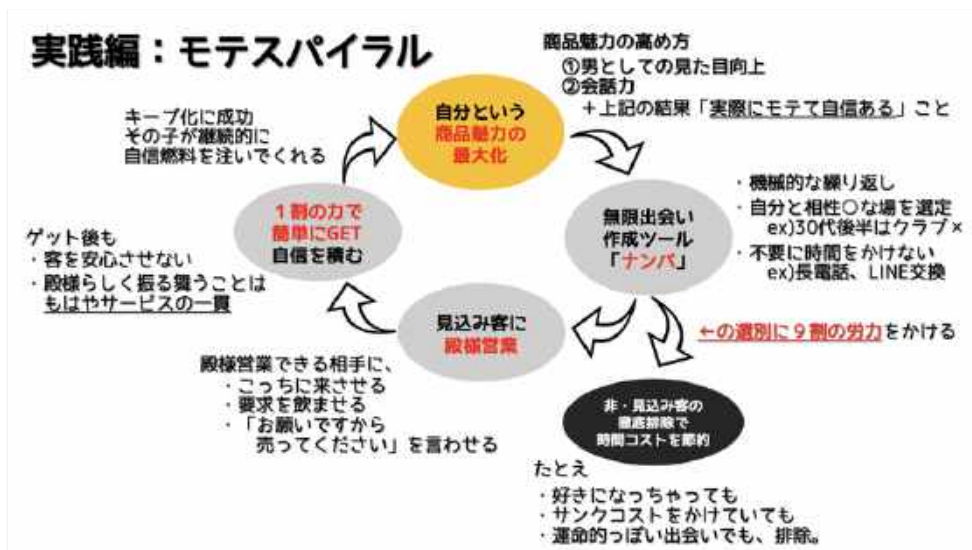 実践編：モテスパイラル
商品魅力の高め方
①男としての見た目向上
②会話力
＋上記の結果「実際にモテて自信ある」こと
自分という
商品魅力の
最大化
キープ化に成功
その子が継続的に
自信燃料を注いでくれる
無限出会い
作成ツール
「ナンパ」
・機械的な繰り返し
・自分と相性○な場を選定
ex)30代後半はクラブ×
・不要に時間をかけない
ex)長電話、LINE交換
１割の力で
簡単にGET
自信を積む
ゲット後も
・客を安心させない
・殿様らしく振る舞うことは
もはやサービスの一貫
見込み客に
殿様営業
←の選別に９割の労力をかける
殿様営業できる相手に、
・こっちに来させる
・要求を飲ませる
・「お願いですから
売ってください」を言わせる
非・見込み客の
徹底排除で
時間コストを節約
たとえ
・好きになっちゃっても
・サンクコストをかけていても
・運命的っぽい出会いでも、排除。